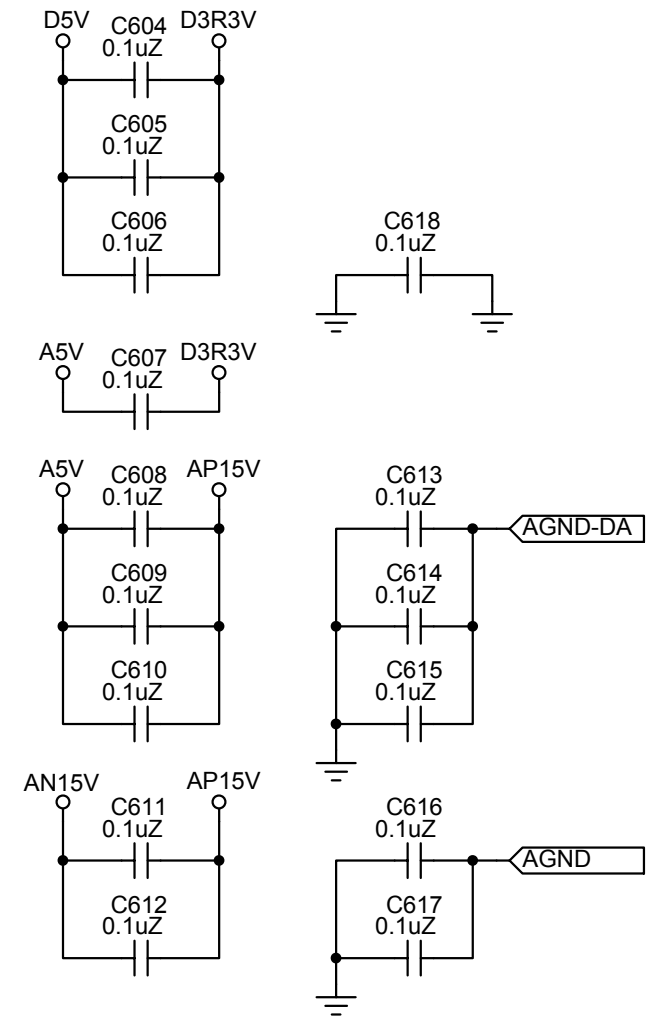 D5V C604 D3R3V
0.1uZ
C605
0.1uZ
C606
0.1uZ
C618
0.1uZ
A5V C607 D3R3V
0.1uZ
A5V C608 AP15V
0.1uZ
C609
0.1uZ
C610
0.1uZ
C613
0.1uZ
AGND-DA
C614
0.1uZ
C615
0.1uZ
AN15V C611 AP15V
0.1uZ
C612
0.1uZ
C616
0.1uZ
AGND
C617
0.1uZ